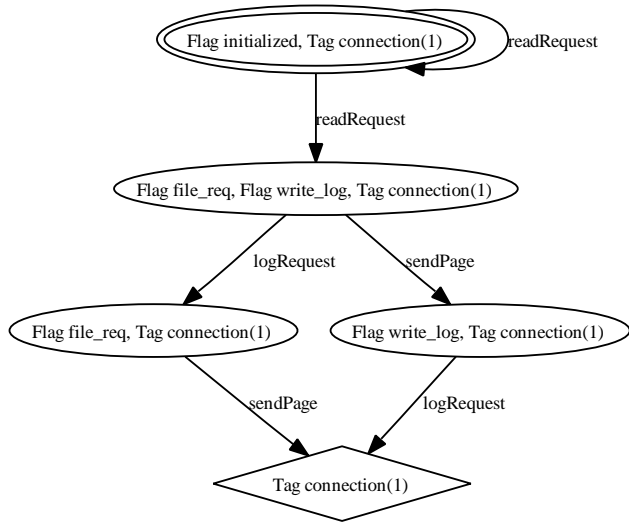 Flag initialized, Tag connection(1)
readRequest
readRequest
Flag file_req, Flag write_log, Tag connection(1)
logRequest
sendPage
Flag file_req, Tag connection(1)
Flag write_log, Tag connection(1)
sendPage
logRequest
Tag connection(1)